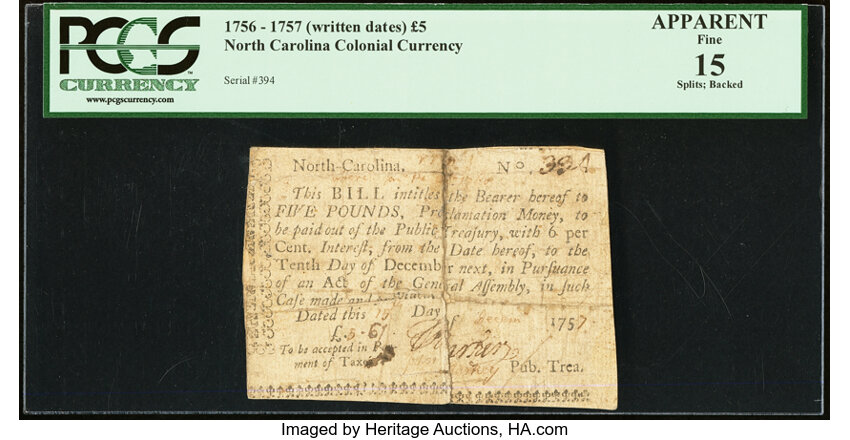 PCGS
CURRENCY
www.pcgscurrency.com
1756 - 1757 (written dates) £5
North Carolina Colonial Currency
Serial #394
APPARENT
Fine
15
Splits; Backed
North-Carolina. No. 394
This BILL intitles the Bearer hereof to
FIVE POUNDS, Proclamation Money, to
be paid out of the Public Treasury, with 6 per
Cent. Interest, from the Date hereof, to the
Tenth Day of December next, in Pursuance
of an Act of the General Assembly, in such
Case made and
Dated this Day of 1757
£5
To be accepted in Pay-
ment of Taxes Pub. Trea.
Imaged by Heritage Auctions, HA.com